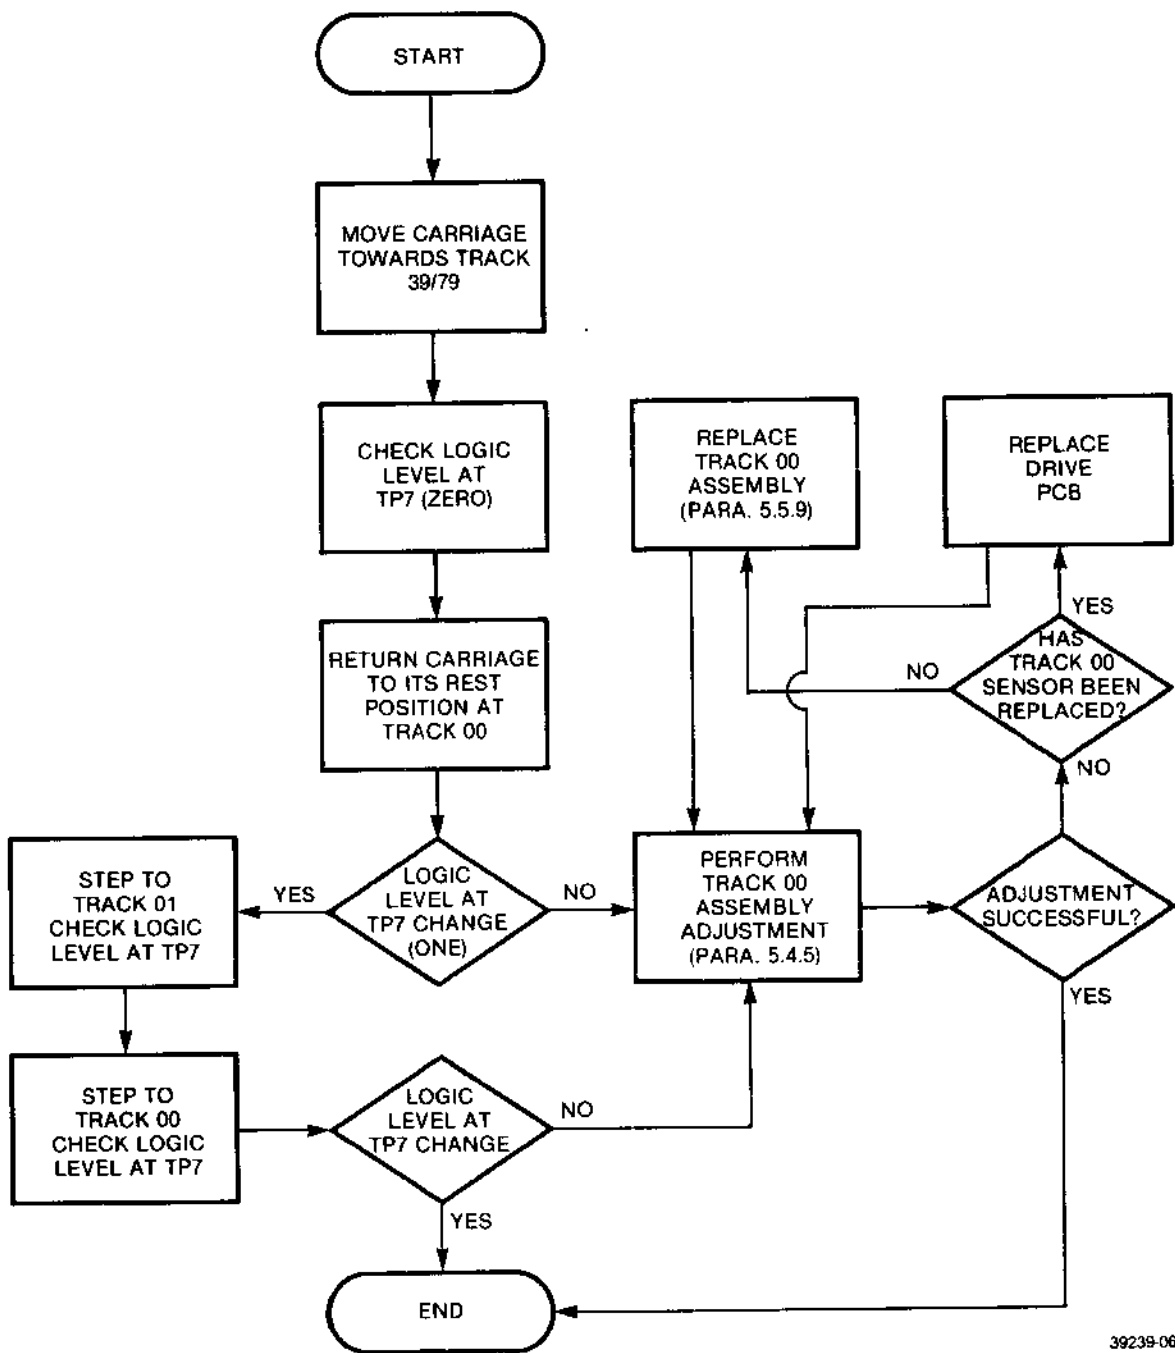 START
MOVE CARRIAGE
TOWARDS TRACK
39/79
CHECK LOGIC
LEVEL AT
TP7 (ZERO)
REPLACE
TRACK 00
ASSEMBLY
(PARA. 5.5.9)
REPLACE
DRIVE
PCB
YES
RETURN CARRIAGE
TO ITS REST
POSITION AT
TRACK 00
NO
HAS
TRACK 00
SENSOR BEEN
REPLACED?
NO
STEP TO
TRACK 01
CHECK LOGIC
LEVEL AT TP7
YES
LOGIC
LEVEL AT
TP7 CHANGE
(ONE)
NO
PERFORM
TRACK 00
ASSEMBLY
ADJUSTMENT
(PARA. 5.4.5)
ADJUSTMENT
SUCCESSFUL?
YES
STEP TO
TRACK 00
CHECK LOGIC
LEVEL AT TP7
LOGIC
LEVEL AT
TP7 CHANGE
NO
YES
END
39239-06